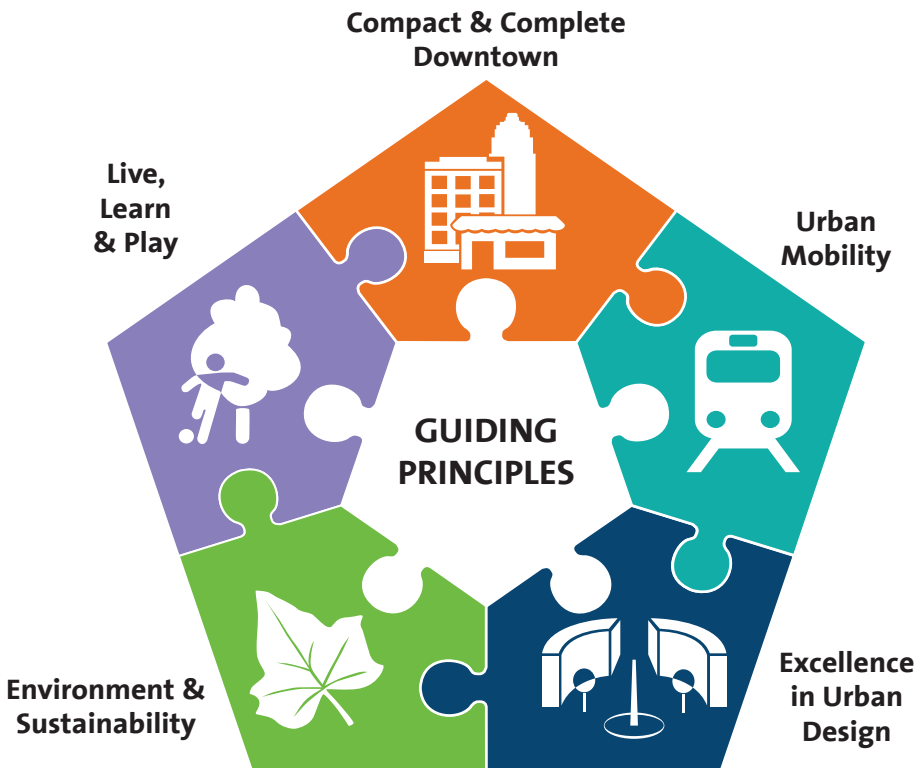 Compact & Complete
Downtown
Live,
Learn
& Play
Urban
Mobility
GUIDING
PRINCIPLES
Environment &
Sustainability
Excellence
in Urban
Design